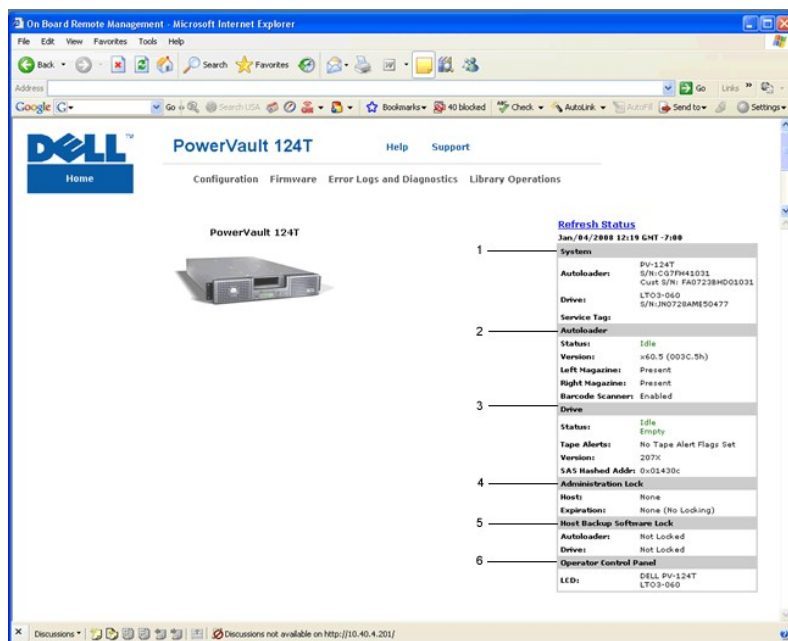 On Board Remote Management - Microsoft Internet Explorer
File Edit View Favorites Tools Help
Back Search Favorites
Address Go Links »
Google G Go Search USA Bookmarks 40 blocked Check AutoLink AutoFill Send to Settings
DELL™
PowerVault 124T Help Support
Home
Configuration Firmware Error Logs and Diagnostics Library Operations
PowerVault 124T
Refresh Status
Jan/04/2008 12:19 GMT -7:00
1 System
Autoloader: PV-124T
S/N:CG7FH41031
Cust S/N: FA0723BHD01031
Drive: LTO3-060
S/N:JN0728AME50477
Service Tag:
2 Autoloader
Status: Idle
Version: x60.5 (003C.5h)
Left Magazine: Present
Right Magazine: Present
Barcode Scanner: Enabled
3 Drive
Status: Idle
Empty
Tape Alerts: No Tape Alert Flags Set
Version: 207X
SAS Hashed Addr: 0x01430c
4 Administration Lock
Host: None
Expiration: None (No Locking)
5 Host Backup Software Lock
Autoloader: Not Locked
Drive: Not Locked
6 Operator Control Panel
LCD: DELL PV-124T
LTO3-060
Discussions Discussions not available on http://10.40.4.201/